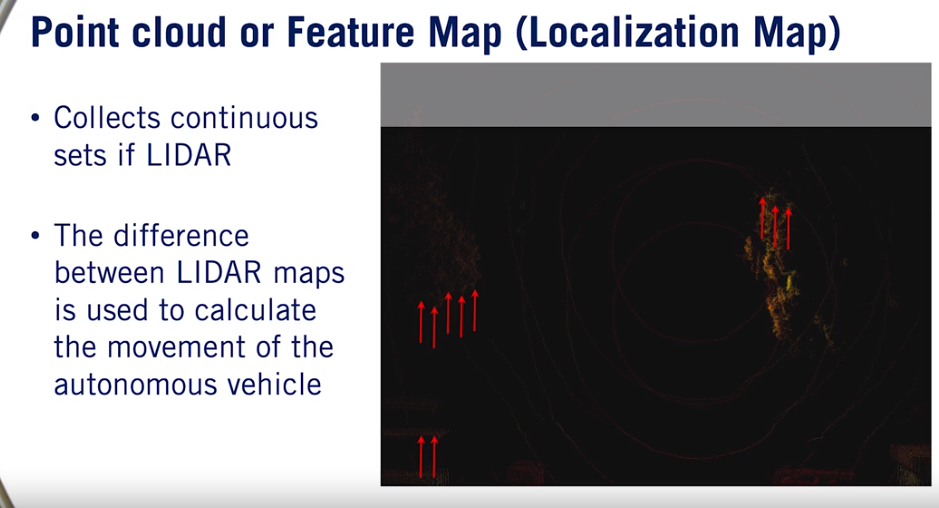 Point cloud or Feature Map (Localization Map)
• Collects continuous
sets if LIDAR
• The difference
between LIDAR maps
is used to calculate
the movement of the
autonomous vehicle